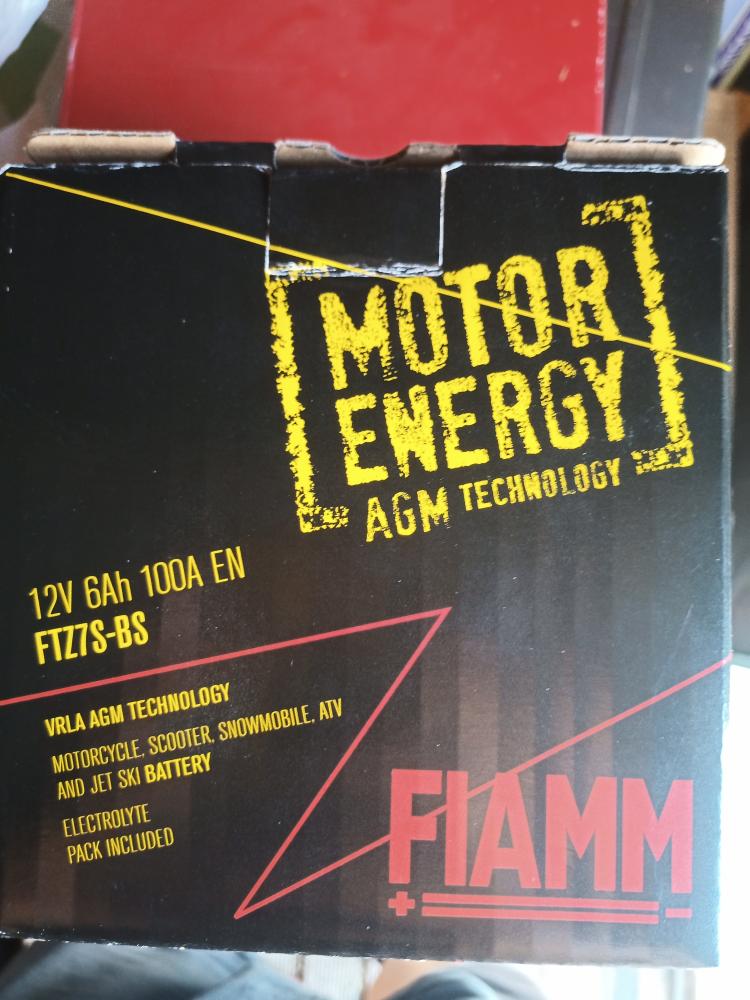 MOTOR
ENERGY
AGM TECHNOLOGY
12V 6Ah 100A EN
FTZ7S-BS
VRLA AGM TECHNOLOGY
MOTORCYCLE, SCOOTER, SNOWMOBILE, ATV
AND JET SKI BATTERY
ELECTROLYTE
PACK INCLUDED
FIAMM